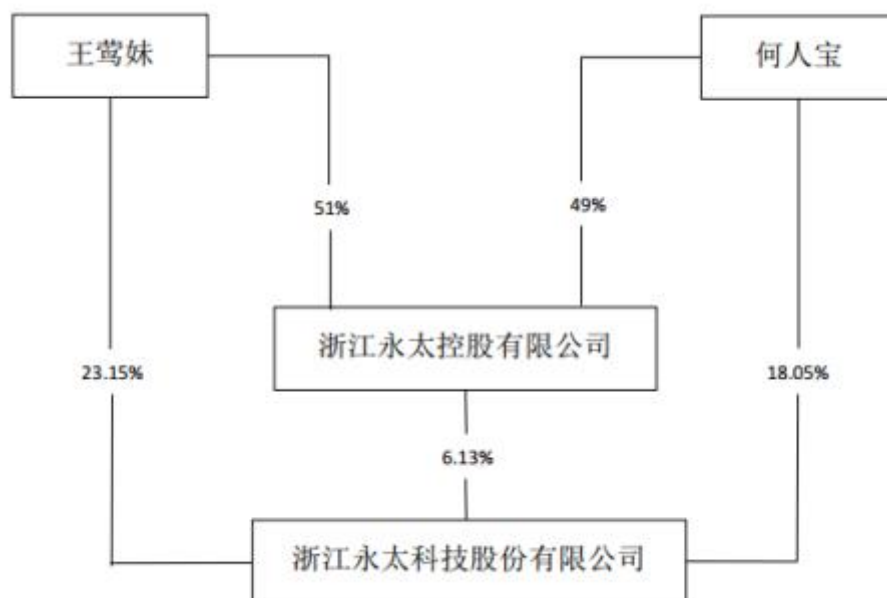 王莺妹
何人宝
51%
49%
浙江永太控股有限公司
23.15%
18.05%
6.13%
浙江永太科技股份有限公司